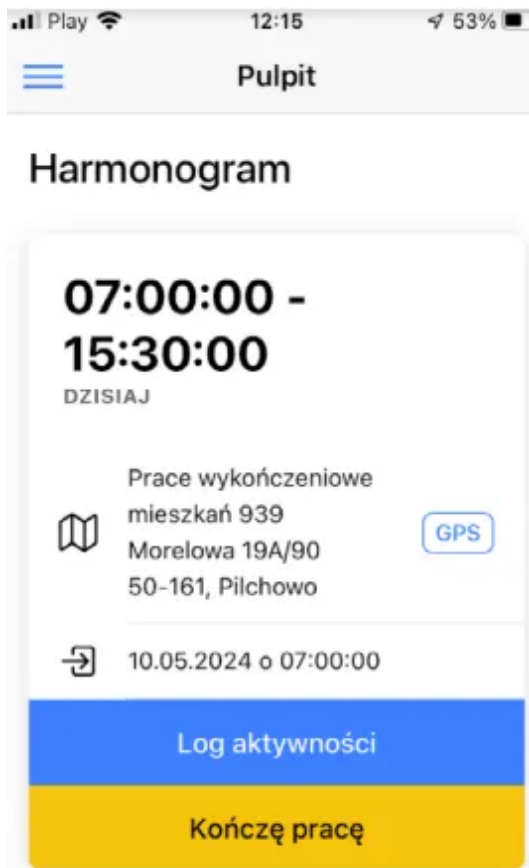 Play 12:15 53%
Pulpit
Harmonogram
07:00:00 -
15:30:00
DZISIAJ
Prace wykończeniowe
mieszkań 939
Morelowa 19A/90
50-161, Pilchowo
GPS
10.05.2024 o 07:00:00
Log aktywności
Kończę pracę